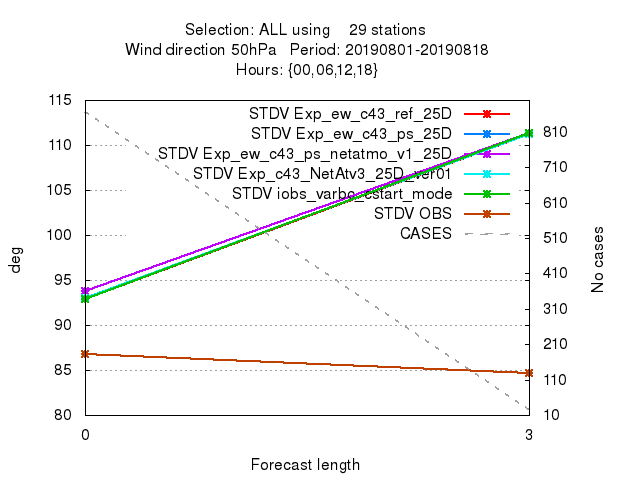 Selection: ALL using    29 stations
Wind direction 50hPa   Period: 20190801-20190818
Hours: {00,06,12,18}
STDV Exp_ew_c43_ref_25D
STDV Exp_ew_c43_ps_25D
STDV Exp_ew_c43_ps_netatmo_v1_25D
STDV Exp_c43_NetAtv3_25D_ver01
STDV iobs_varbc_cstart_mode
STDV OBS
CASES
115
110
105
100
95
90
85
80
deg
810
710
610
510
410
310
210
110
10
No cases
0
3
Forecast length